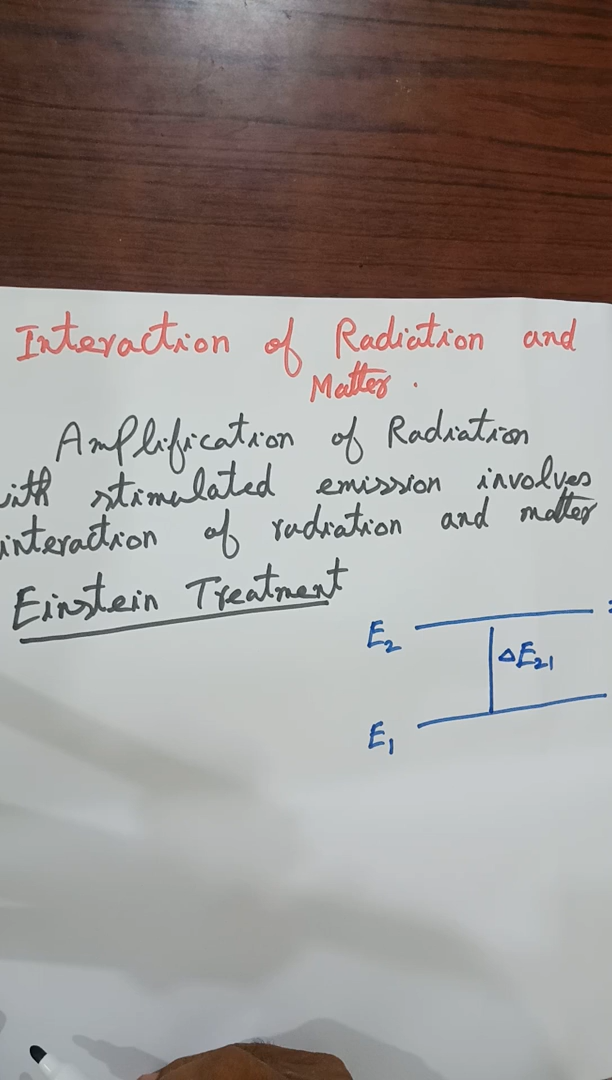 Interaction of Radiation and
Matter.
Amplification of Radiation
ith stimulated emission involves
interaction of radiation and matter
Einstein Treatment
E₂
ΔE₂₁
E₁